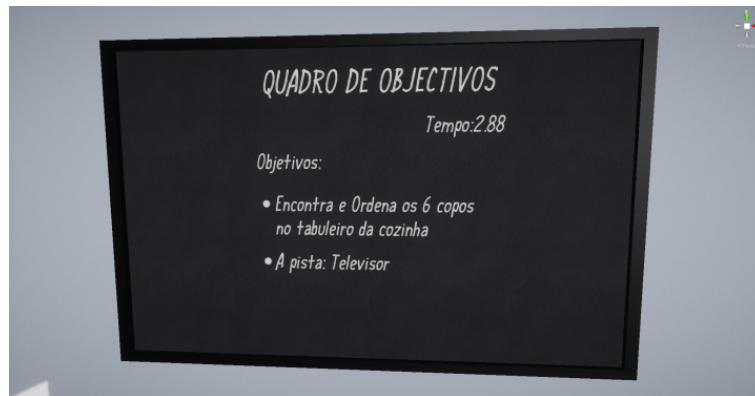 QUADRO DE OBJECTIVOS
Tempo:2.88
Objetivos:
• Encontra e Ordena os 6 copos
no tabuleiro da cozinha
• A pista: Televisor